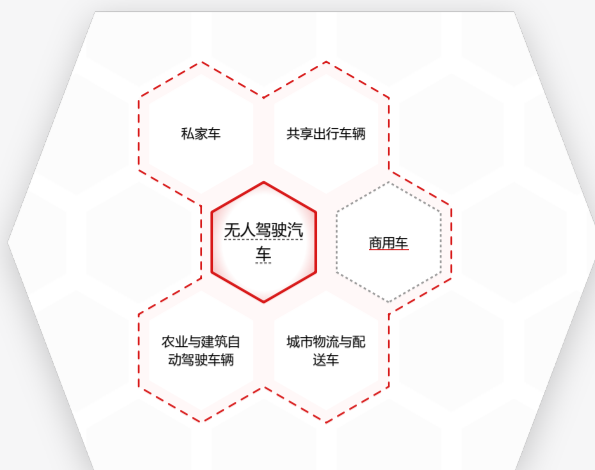 私家车
共享出行车辆
无人驾驶汽
车
商用车
农业与建筑自
动驾驶车辆
城市物流与配
送车